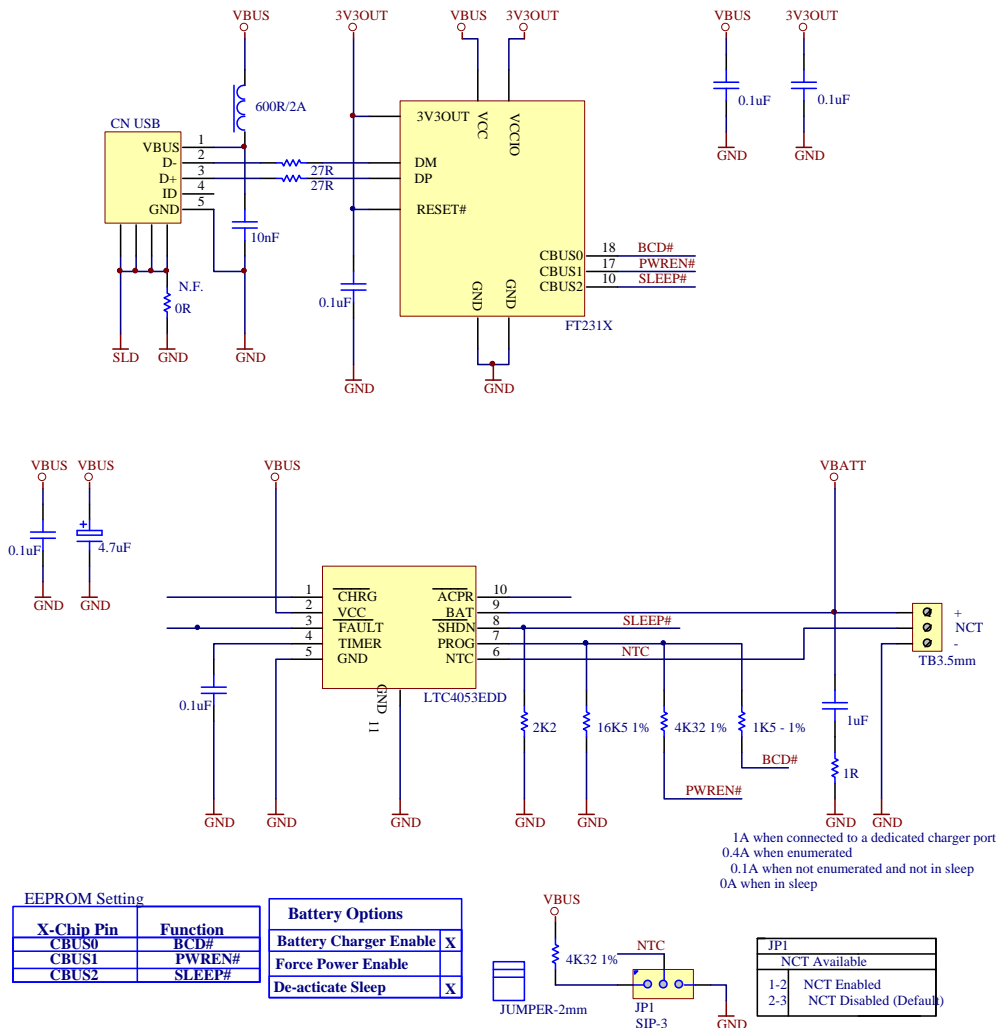 VBUS
3V3OUT
VBUS
3V3OUT
VBUS
3V3OUT
600R/2A
0.1uF
0.1uF
GND
GND
CN USB
VBUS
D-
D+
ID
GND
1
2
3
4
5
27R
27R
10nF
3V3OUT
VCC
VCCIO
DM
DP
RESET#
CBUS0
CBUS1
CBUS2
18
17
10
BCD#
PWREN#
SLEEP#
GND
GND
FT231X
0.1uF
N.F.
0R
SLD
GND
GND
GND
GND
VBUS
VBUS
VBUS
VBATT
0.1uF
4.7uF
GND
GND
1
2
3
4
5
CHRG
VCC
FAULT
TIMER
GND
ACPR
BAT
SHDN
PROG
NTC
10
9
8
7
6
GND
11
LTC4053EDD
SLEEP#
NTC
+
NCT
-
TB3.5mm
0.1uF
2K2
16K5 1%
4K32 1%
1K5 - 1%
1uF
1R
BCD#
PWREN#
GND
GND
GND
GND
GND
GND
GND
1A when connected to a dedicated charger port
0.4A when enumerated
0.1A when not enumerated and not in sleep
0A when in sleep
EEPROM Setting
X-Chip Pin Function
CBUS0 BCD#
CBUS1 PWREN#
CBUS2 SLEEP#
Battery Options
Battery Charger Enable X
Force Power Enable
De-acticate Sleep X
VBUS
4K32 1%
NTC
JUMPER-2mm
JP1
SIP-3
GND
JP1
NCT Available
1-2 NCT Enabled
2-3 NCT Disabled (Default)